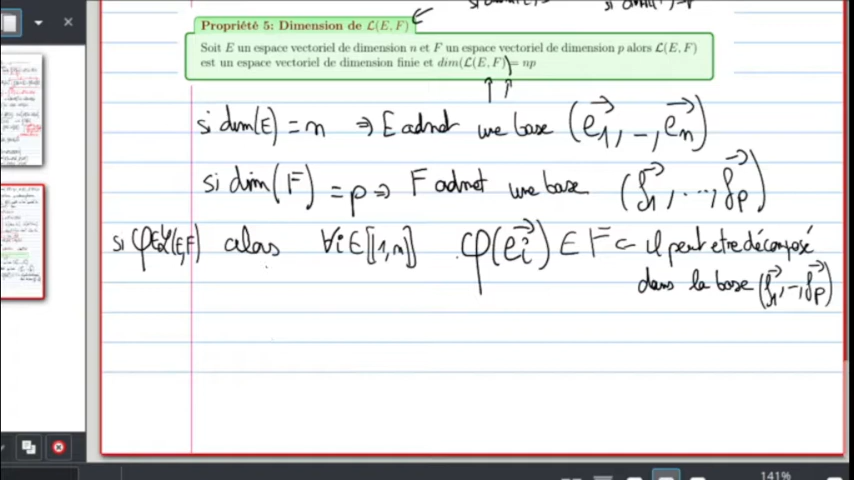 Propriété 5: Dimension de ℒ(E, F)
Soit E un espace vectoriel de dimension n et F un espace vectoriel de dimension p alors ℒ(E, F)
est un espace vectoriel de dimension finie et dim(ℒ(E, F)) = np
si dim(E) = n ⇒ E admet une base (e⃗1, -, e⃗n)
si dim(F) = p ⇒ F admet une base (f⃗1, ..., f⃗p)
si φ∈ℒ(E,F) alors ∀i∈⟦1,n⟧ φ(e⃗i) ∈ F ← il peut etre décomposé
dans la base (f⃗1, -, f⃗p)
141%